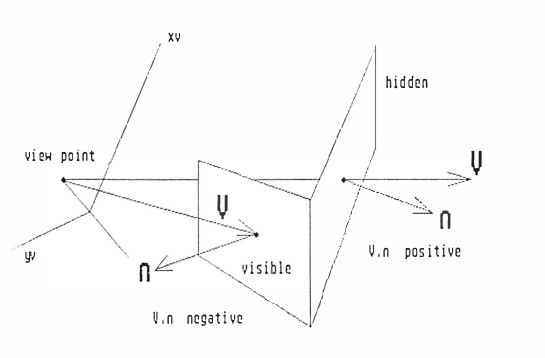 xv
hidden
view point
V
V
n
yv
V.n positive
n
visible
V.n negative